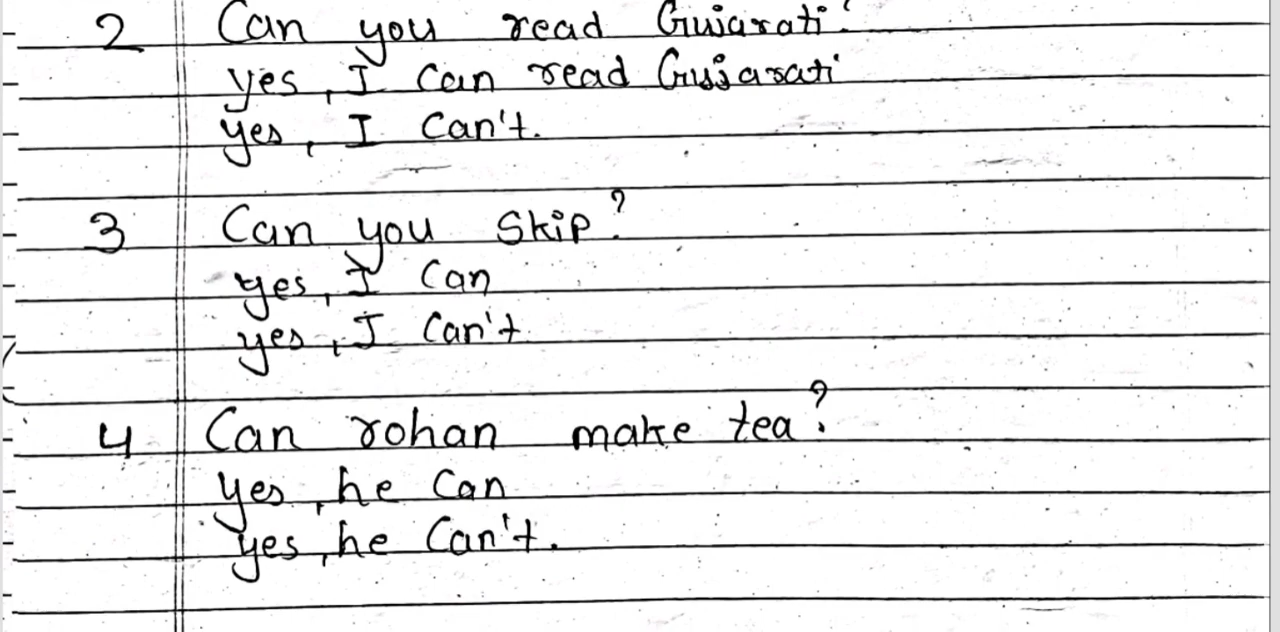 2 Can you read Gujarati?
yes, I can read Gujarati
yes, I can't.
3 Can you Skip?
yes, I can
yes, I can't
4 Can rohan make tea?
yes, he can
yes, he can't.